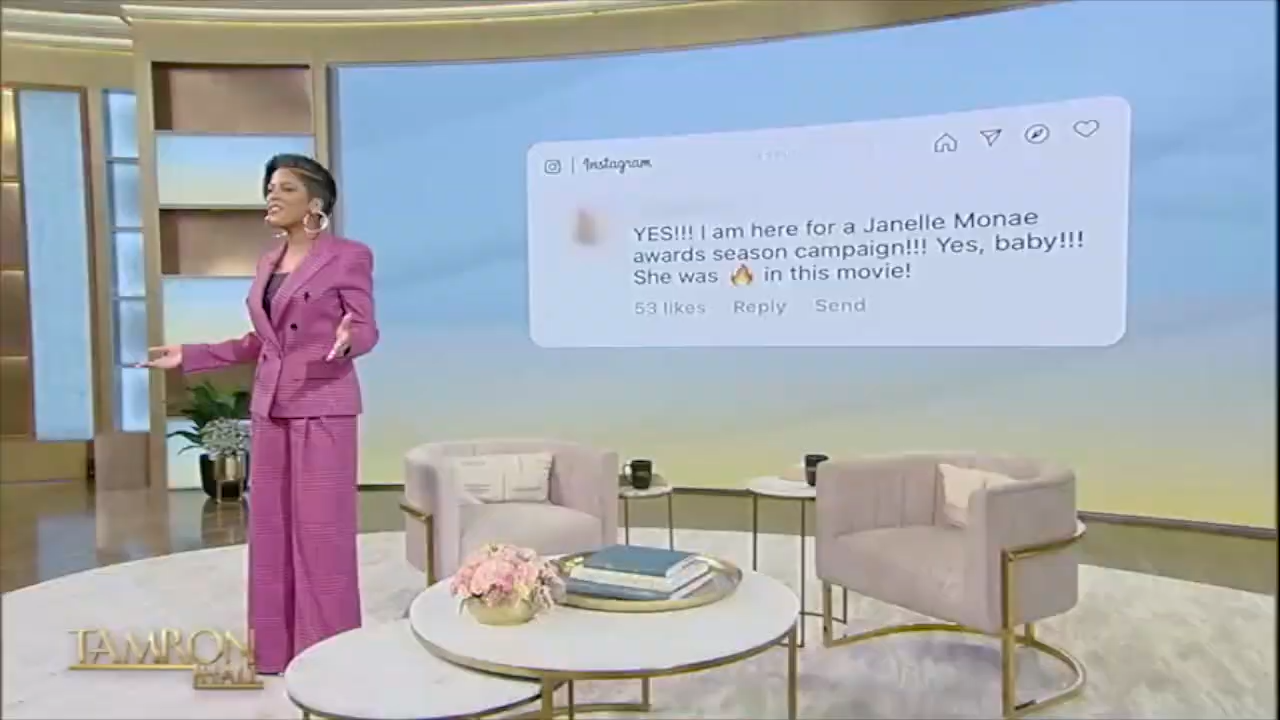 Instagram
YES!!! I am here for a Janelle Monae
awards season campaign!!! Yes, baby!!!
She was 🔥 in this movie!
53 likes Reply Send
TAMRON
HALL